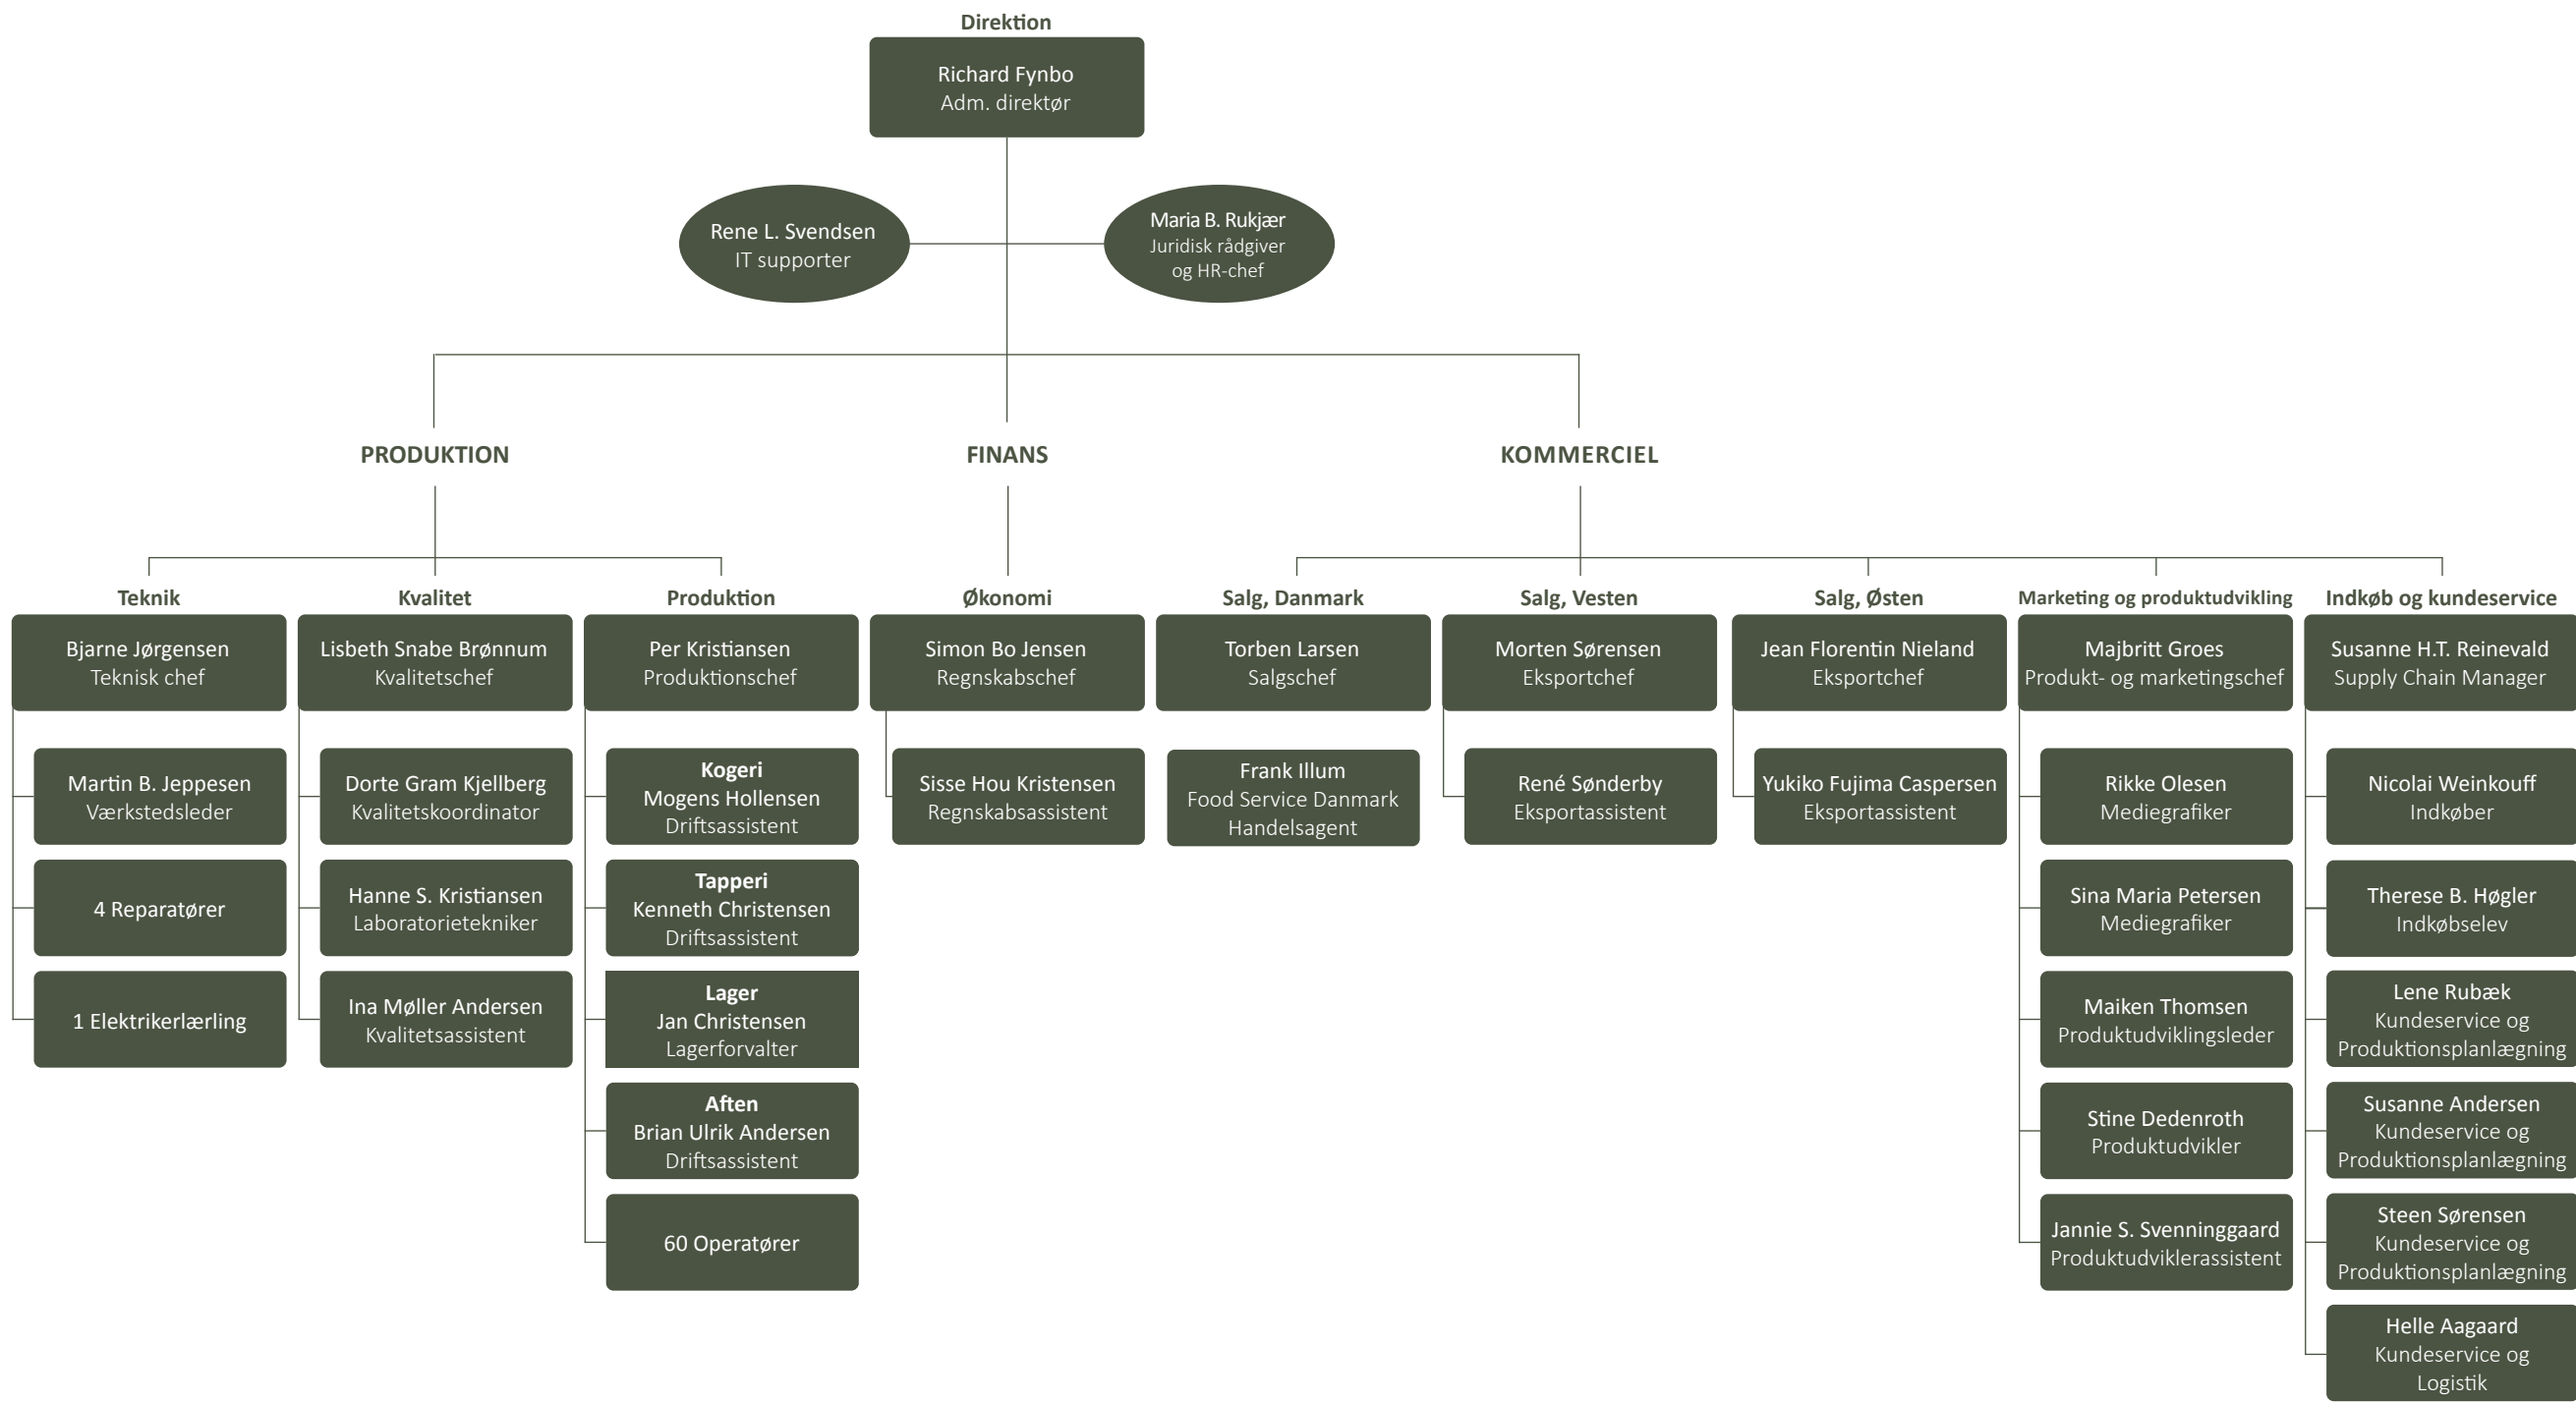 Direktion
Richard Fynbo
Adm. direktør
Rene L. Svendsen
IT supporter
Maria B. Rukjær
Juridisk rådgiver
og HR-chef
PRODUKTION
FINANS
KOMMERCIEL
Teknik
Bjarne Jørgensen
Teknisk chef
Martin B. Jeppesen
Værkstedsleder
4 Reparatører
1 Elektrikerlærling
Kvalitet
Lisbeth Snabe Brønnum
Kvalitetschef
Dorte Gram Kjellberg
Kvalitetskoordinator
Hanne S. Kristiansen
Laboratorietekniker
Ina Møller Andersen
Kvalitetsassistent
Produktion
Per Kristiansen
Produktionschef
Kogeri
Mogens Hollensen
Driftsassistent
Tapperi
Kenneth Christensen
Driftsassistent
Lager
Jan Christensen
Lagerforvalter
Aften
Brian Ulrik Andersen
Driftsassistent
60 Operatører
Økonomi
Simon Bo Jensen
Regnskabschef
Sisse Hou Kristensen
Regnskabsassistent
Salg, Danmark
Torben Larsen
Salgschef
Frank Illum
Food Service Danmark
Handelsagent
Salg, Vesten
Morten Sørensen
Eksportchef
René Sønderby
Eksportassistent
Salg, Østen
Jean Florentin Nieland
Eksportchef
Yukiko Fujima Caspersen
Eksportassistent
Marketing og produktudvikling
Majbritt Groes
Produkt- og marketingschef
Rikke Olesen
Mediegrafiker
Sina Maria Petersen
Mediegrafiker
Maiken Thomsen
Produktudviklingsleder
Stine Dedenroth
Produktudvikler
Jannie S. Svenninggaard
Produktudviklerassistent
Indkøb og kundeservice
Susanne H.T. Reinevald
Supply Chain Manager
Nicolai Weinkouff
Indkøber
Therese B. Høgler
Indkøbselev
Lene Rubæk
Kundeservice og
Produktionsplanlægning
Susanne Andersen
Kundeservice og
Produktionsplanlægning
Steen Sørensen
Kundeservice og
Produktionsplanlægning
Helle Aagaard
Kundeservice og
Logistik